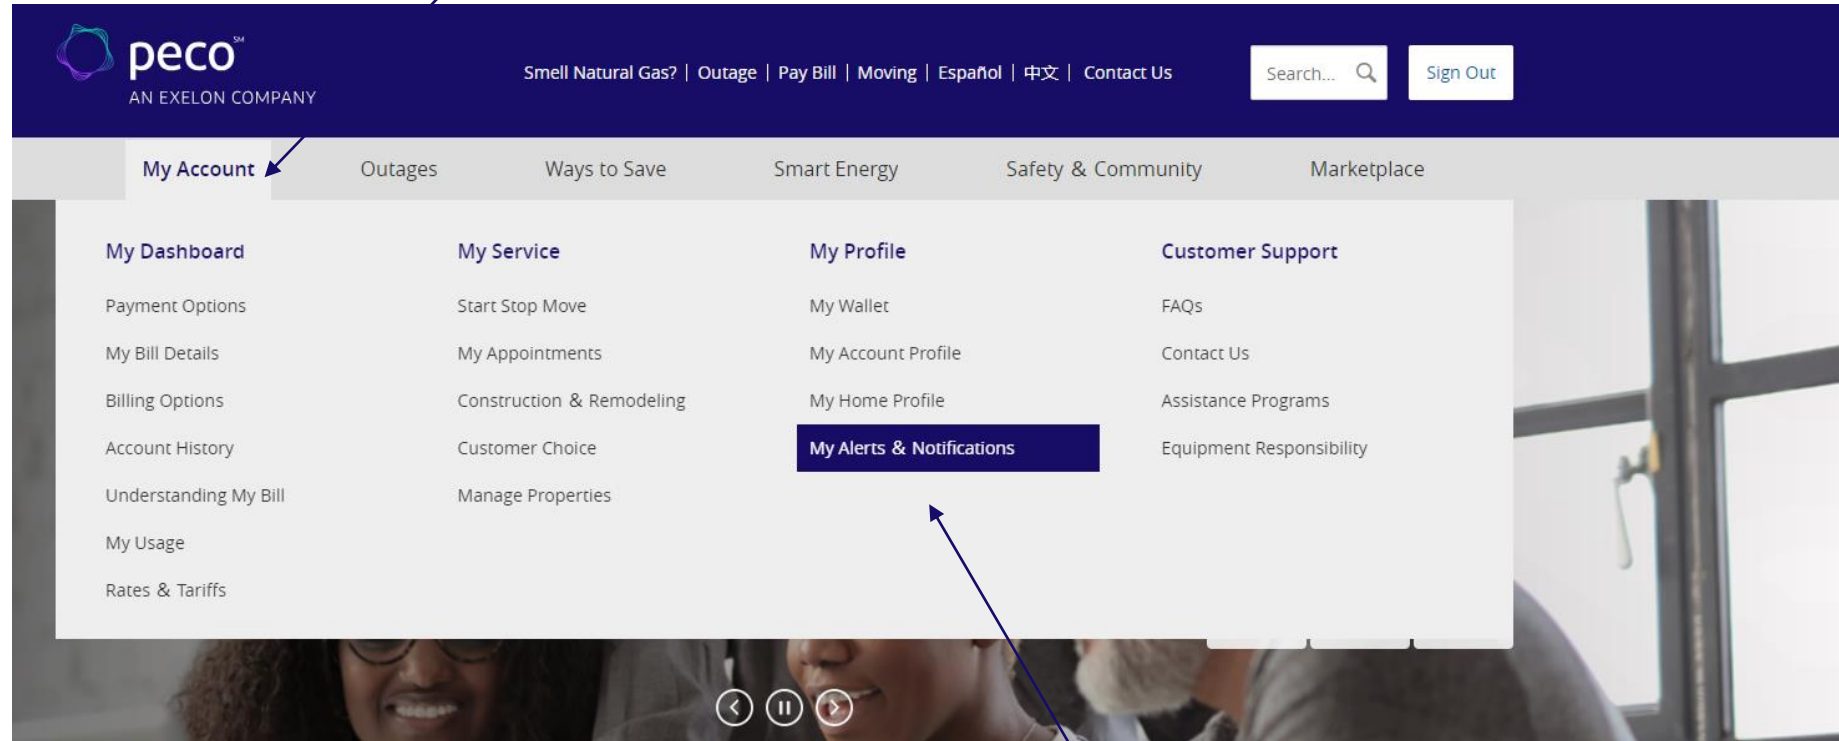 peco SM
AN EXELON COMPANY
Smell Natural Gas? | Outage | Pay Bill | Moving | Español | 中文 | Contact Us
Search...
Sign Out
My Account
Outages
Ways to Save
Smart Energy
Safety & Community
Marketplace
My Dashboard
Payment Options
My Bill Details
Billing Options
Account History
Understanding My Bill
My Usage
Rates & Tariffs
My Service
Start Stop Move
My Appointments
Construction & Remodeling
Customer Choice
Manage Properties
My Profile
My Wallet
My Account Profile
My Home Profile
My Alerts & Notifications
Customer Support
FAQs
Contact Us
Assistance Programs
Equipment Responsibility